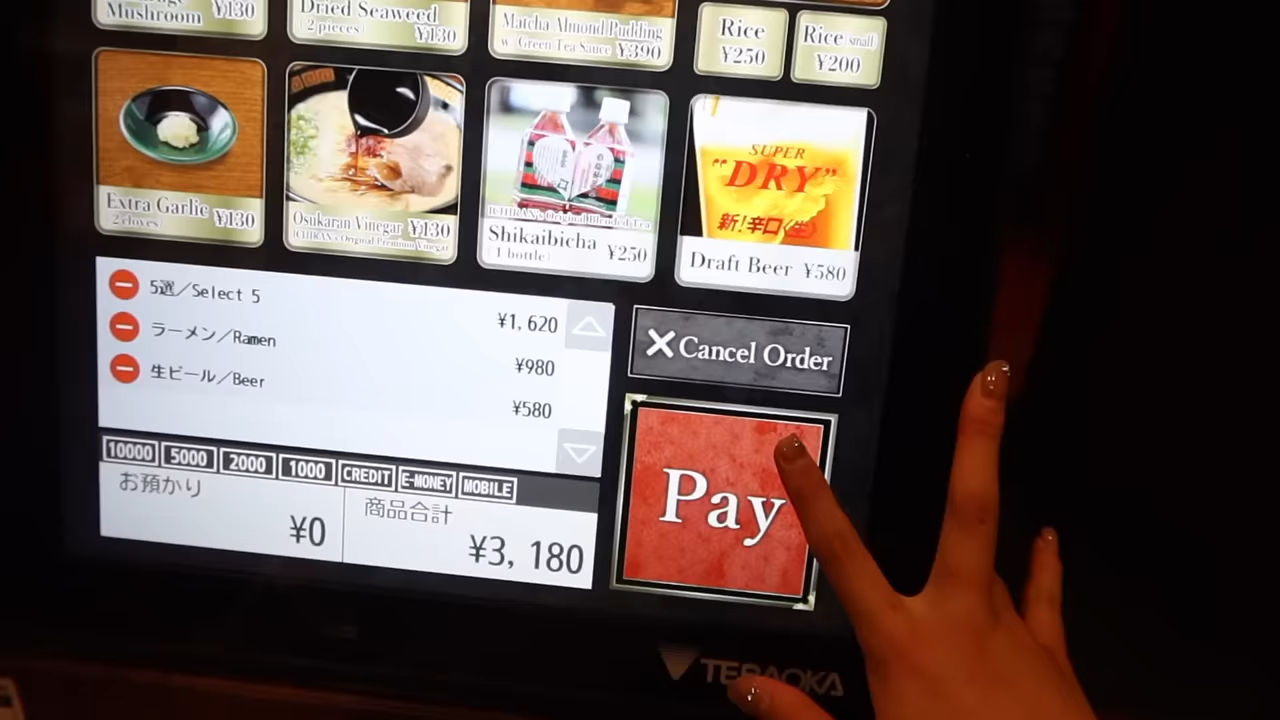 Mushroom ¥130
Dried Seaweed
(2 pieces) ¥130
Matcha Almond Pudding
w/ Green Tea Sauce ¥390
Rice
¥250
Rice (small)
¥200
Extra Garlic
(2 cloves) ¥130
Osukaran Vinegar ¥130
ICHIRAN's Original Premium Vinegar
ICHIRAN's Original Blended Tea
Shikaibicha
(1 bottle) ¥250
SUPER
"DRY"
新!辛口〈生〉
Draft Beer ¥580
5選/Select 5 ¥1,620
ラーメン/Ramen ¥980
生ビール/Beer ¥580
Cancel Order
Pay
10000 5000 2000 1000 CREDIT E-MONEY MOBILE
お預かり ¥0
商品合計 ¥3,180
TERAOKA